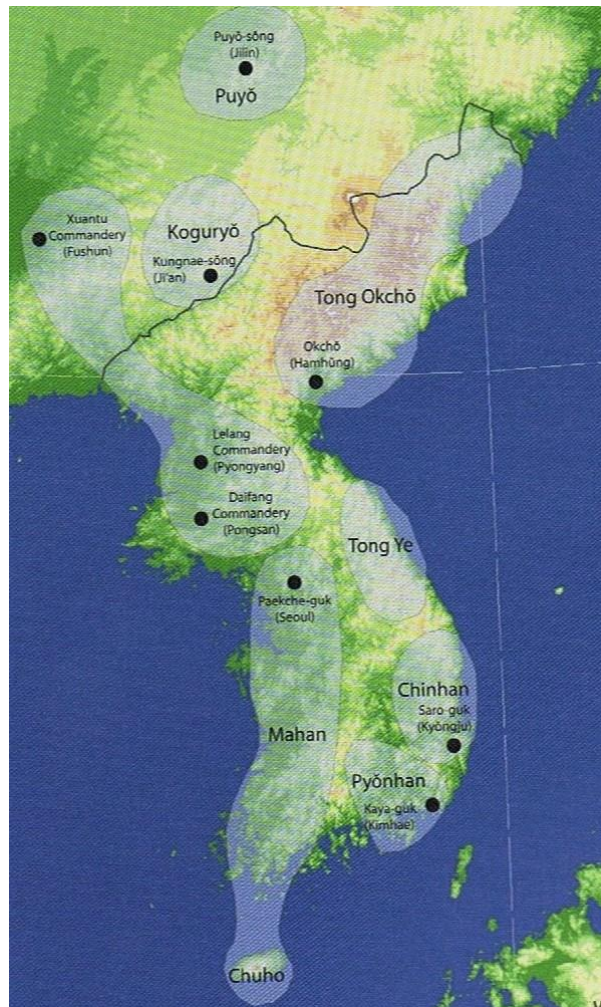 Puyŏ-sŏng
(Jilin)
Puyŏ
Xuantu
Commandery
(Fushun)
Koguryŏ
Kungnae-sŏng
(Ji'an)
Tong Okchŏ
Okchŏ
(Hamhŭng)
Lelang
Commandery
(Pyongyang)
Daifang
Commandery
(Pongsan)
Tong Ye
Paekche-guk
(Seoul)
Chinhan
Saro-guk
(Kyŏngju)
Mahan
Pyŏnhan
Kaya-guk
(Kimhae)
Chuho